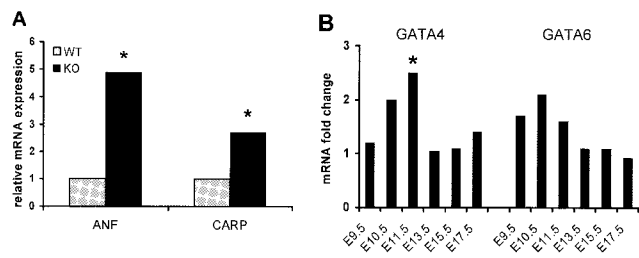 A
WT
KO
relative mRNA expression
6
5
4
3
2
1
0
*
*
ANF
CARP
B
GATA4
GATA6
mRNA fold change
3
2
1
0
*
E9.5
E10.5
E11.5
E13.5
E15.5
E17.5
E9.5
E10.5
E11.5
E13.5
E15.5
E17.5